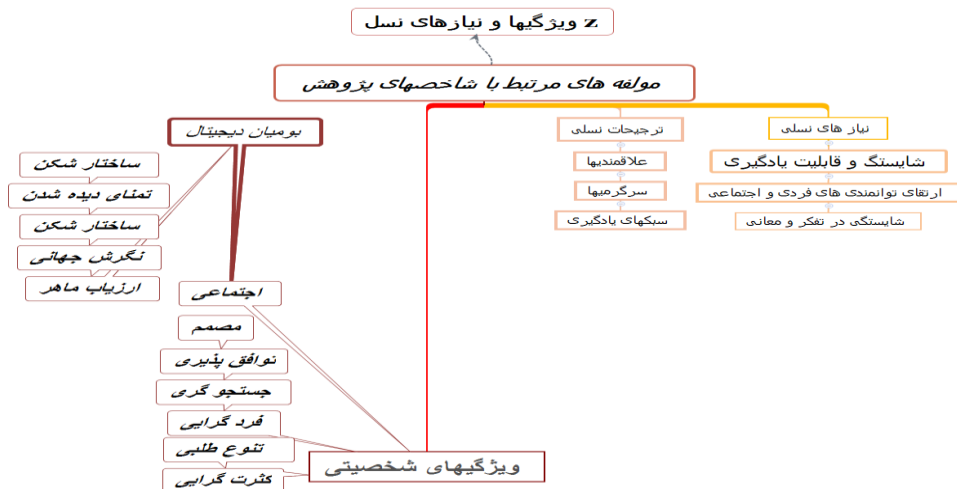 ویژگیها و نیازهای نسل z
مولفه های مرتبط با شاخصهای پژوهش
نیاز های نسلی
شایستگ و قابلیت یادگیری
ارتقای توانمندی های فردی و اجتماعی
شایستگی در تفکر و معانی
ترجیحات نسلی
علاقمندیها
سرگرمیها
سبکهای یادگیری
بومیان دیجیتال
ساختار شکن
تمنای دیده شدن
ساختار شکن
نگرش جهانی
ارزیاب ماهر
اجتماعی
مصمم
توافق پذیری
جستجو گری
فرد گرایی
تنوع طلبی
کثرت گرایی
ویژگیهای شخصیتی